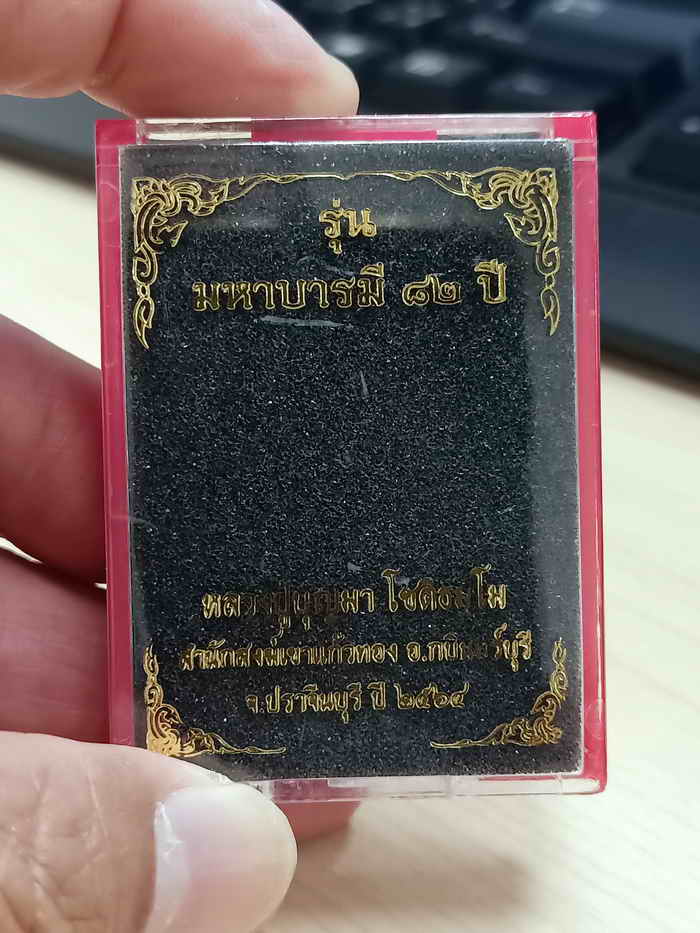 รุ่น
มหาบารมี ๘๒ ปี
หลวงปู่บุญมา โชติธมฺโม
สำนักสงฆ์เขาแก้วทอง อ.กบินทร์บุรี
จ.ปราจีนบุรี ปี ๒๕๖๔